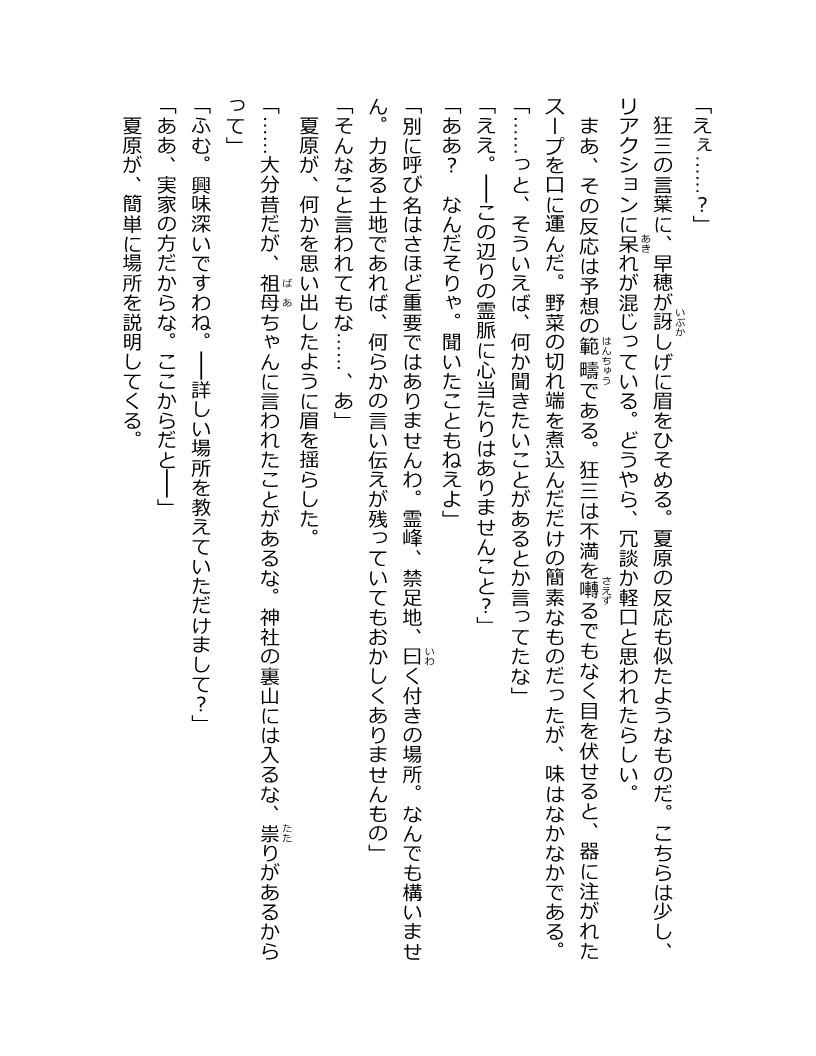 「えぇ……？」
狂三の言葉に、早穂が訝しげに眉をひそめる。夏原の反応も似たようなものだ。こちらは少し、
リアクションに呆れが混じっている。どうやら、冗談か軽口と思われたらしい。
まあ、その反応は予想の範疇である。狂三は不満を囀るでもなく目を伏せると、器に注がれた
スープを口に運んだ。野菜の切れ端を煮込んだだけの簡素なものだったが、味はなかなかである。
「……っと、そういえば、何か聞きたいことがあるとか言ってたな」
「ええ。――この辺りの霊脈に心当たりはありませんこと？」
「ああ？　なんだそりゃ。聞いたこともねえよ」
「別に呼び名はさほど重要ではありませんわ。霊峰、禁足地、曰く付きの場所。なんでも構いませ
ん。力ある土地であれば、何らかの言い伝えが残っていてもおかしくありませんもの」
「そんなこと言われてもな……、あ」
夏原が、何かを思い出したように眉を揺らした。
「……大分昔だが、祖母ちゃんに言われたことがあるな。神社の裏山には入るな、祟りがあるから
って」
「ふむ。興味深いですわね。――詳しい場所を教えていただけまして？」
「ああ、実家の方だからな。ここからだと――」
夏原が、簡単に場所を説明してくる。